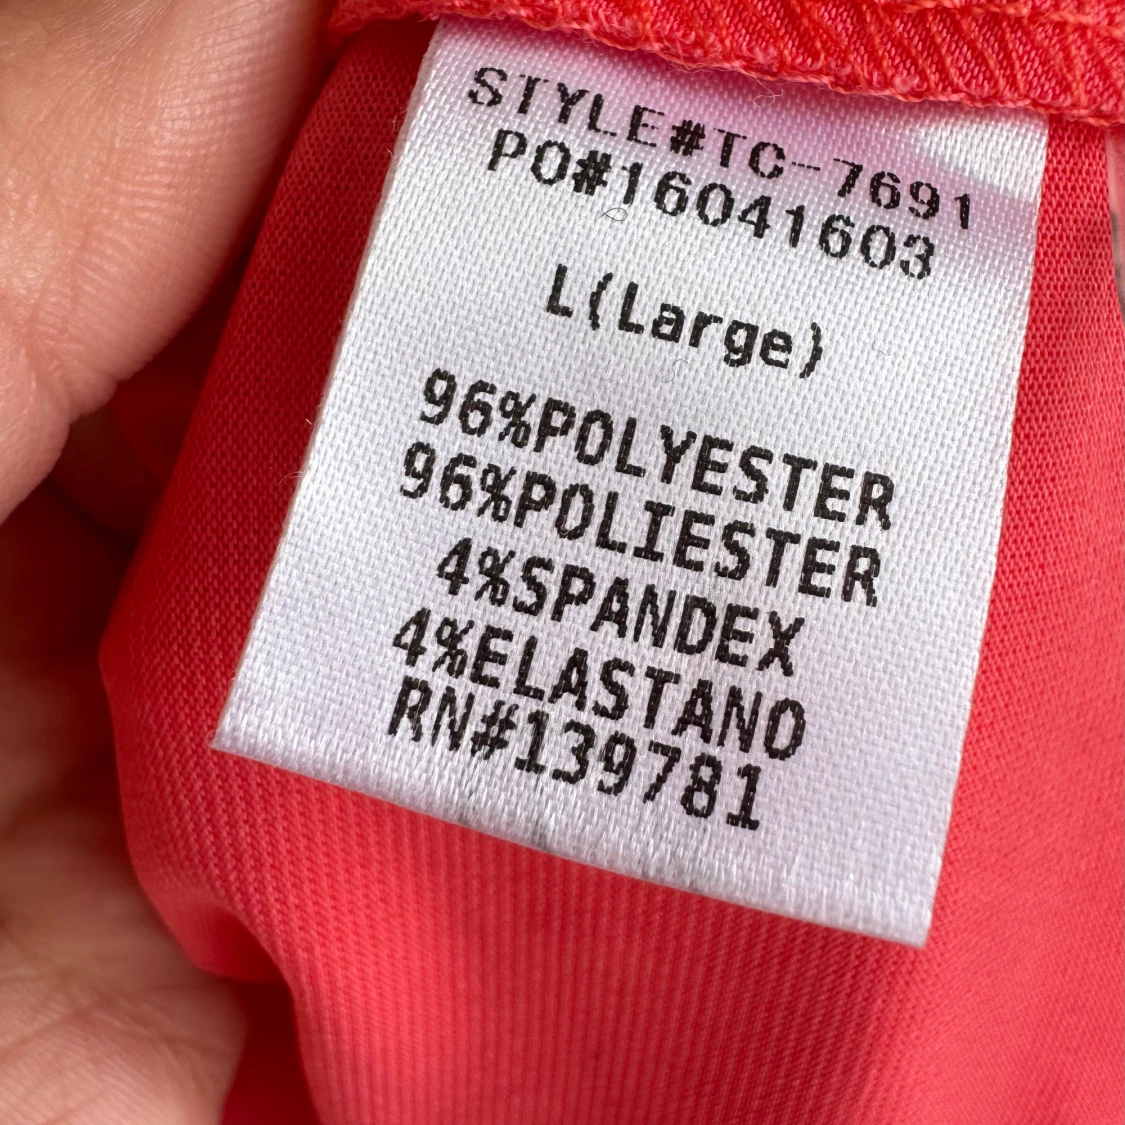 STYLE#TC-7691
PO#16041603
L(Large)
96%POLYESTER
96%POLIESTER
4%SPANDEX
4%ELASTANO
RN#139781